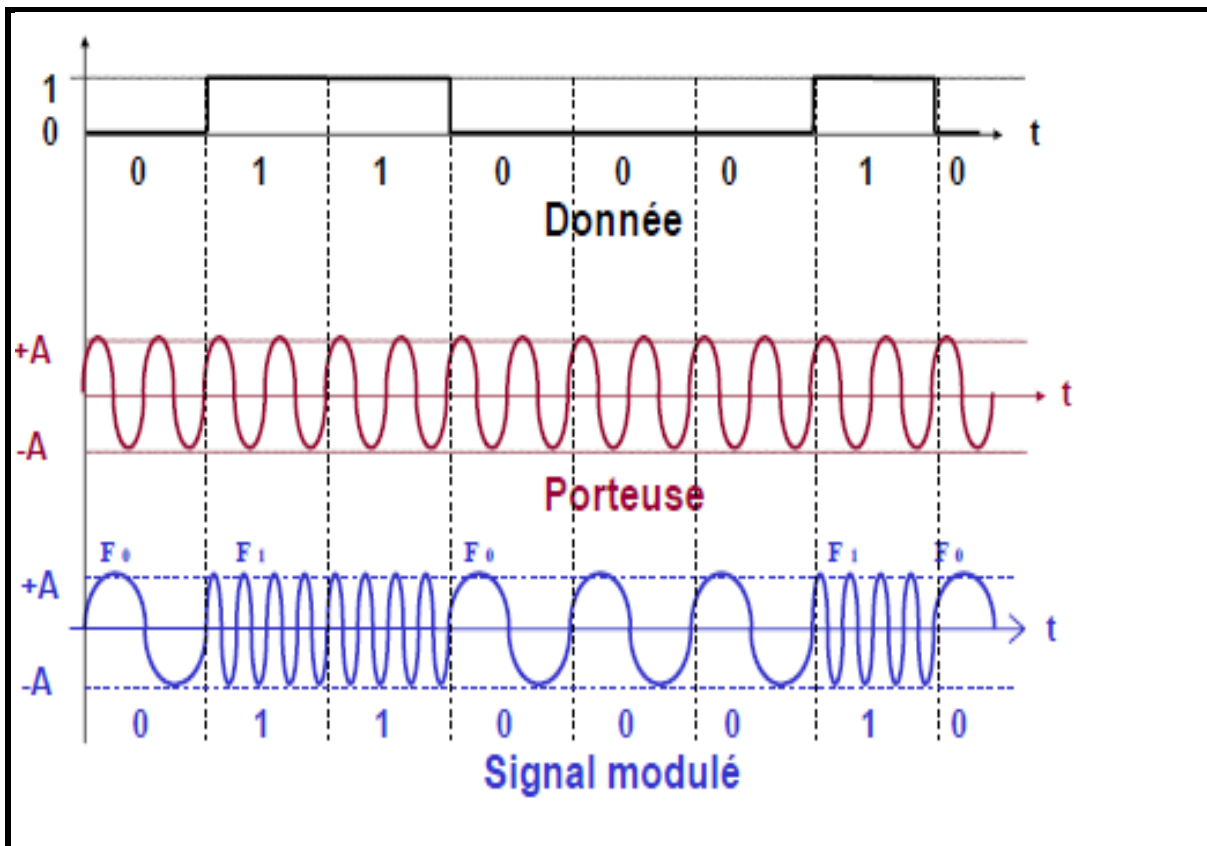 1
0
t
0 1 1 0 0 0 1 0
Donnée
+A
t
-A
Porteuse
F0 F1 F0 F1 F0
+A
t
-A
0 1 1 0 0 0 1 0
Signal modulé